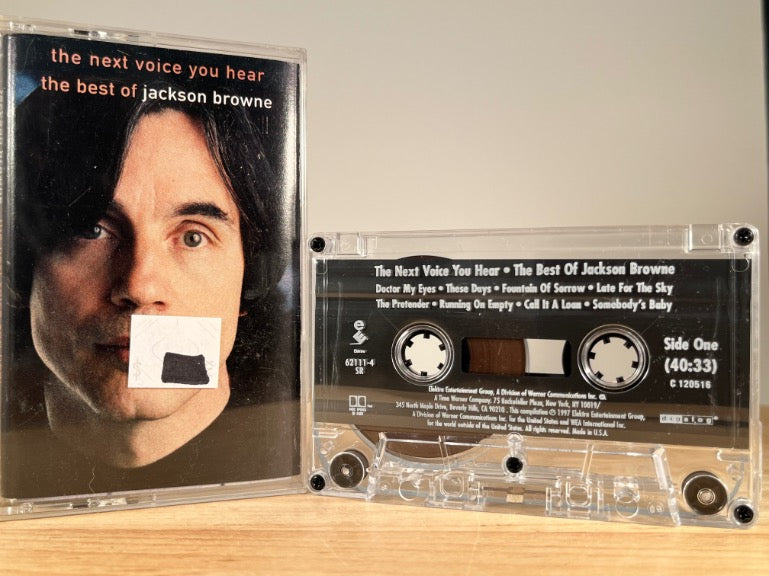 the next voice you hear
the best of jackson browne
The Next Voice You Hear • The Best Of Jackson Browne
Doctor My Eyes • These Days • Fountain Of Sorrow • Late For The Sky
The Pretender • Running On Empty • Call It A Loan • Somebody's Baby
Elektra
62111-4
SR
Side One
(40:33)
C 120516
Elektra Entertainment Group, A Division of Warner Communications Inc.
A Time Warner Company. 75 Rockefeller Plaza, New York, NY 10019/
345 North Maple Drive, Beverly Hills, CA 90210. This compilation ℗ 1997 Elektra Entertainment Group,
A Division of Warner Communications Inc. for the United States and WEA International Inc.
for the world outside of the United States. All rights reserved. Made in U.S.A.
digalog